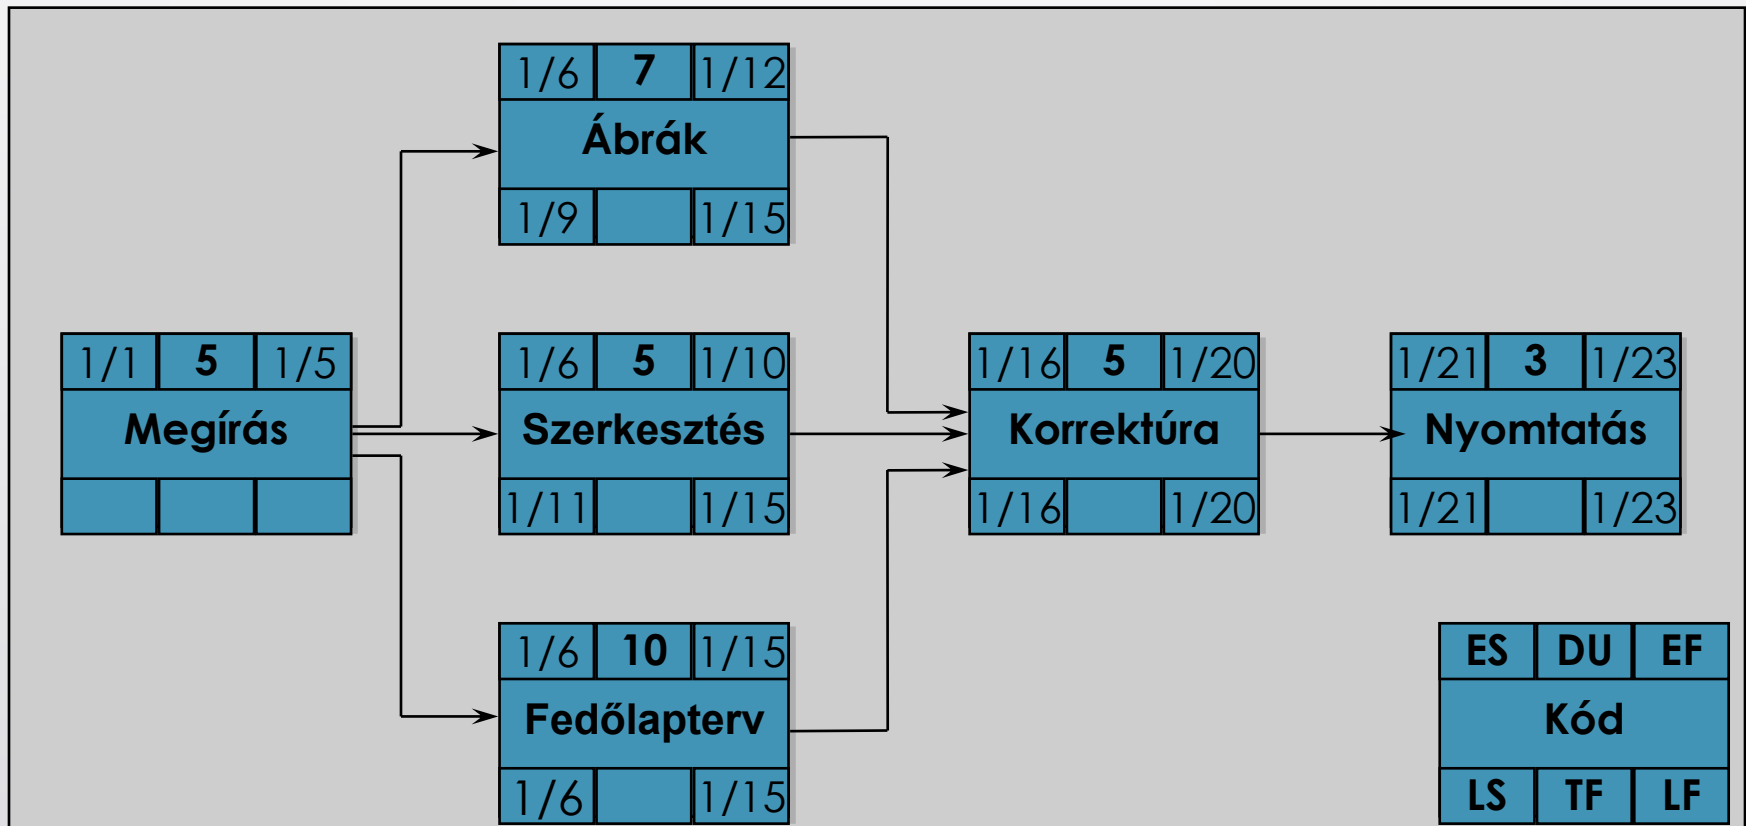 1/6 7 1/12
Ábrák
1/9 1/15
1/1 5 1/5
Megírás
1/6 5 1/10
Szerkesztés
1/11 1/15
1/16 5 1/20
Korrektúra
1/16 1/20
1/21 3 1/23
Nyomtatás
1/21 1/23
1/6 10 1/15
Fedőlapterv
1/6 1/15
ES DU EF
Kód
LS TF LF